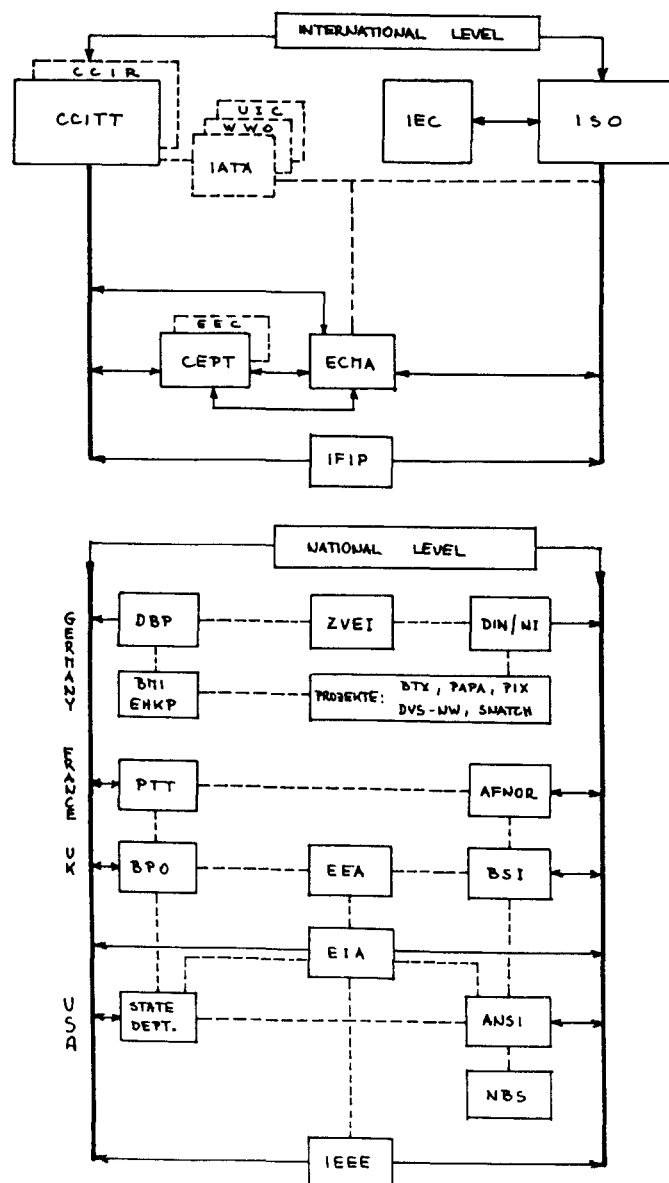 INTERNATIONAL LEVEL
CCIR
CCITT
UIC
WWO
IATA
IEC
ISO
EEC
CEPT
ECMA
IFIP
NATIONAL LEVEL
GERMANY
DBP
ZVEI
DIN/NI
BMI
EHKP
PROJEKTE: BTX, PAPA, PIX
DVS-NW, SNATCH
FRANCE
PTT
AFNOR
UK
BPO
EEA
BSI
EIA
USA
STATE
DEPT.
ANSI
NBS
IEEE